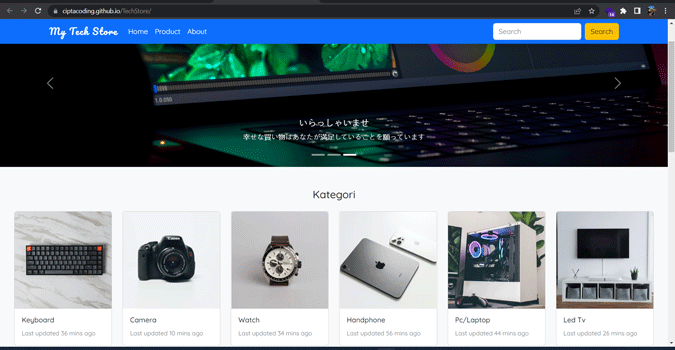 ciptacoding.github.io/TechStore/
My Tech Store
Home Product About
Search
Search
1.0.050
いらっしゃいませ
幸せな買い物はあなたが満足していることを願っています
Kategori
Keyboard
Last updated 36 mins ago
Camera
Last updated 10 mins ago
Watch
Last updated 34 mins ago
Handphone
Last updated 56 mins ago
Pc/Laptop
Last updated 44 mins ago
Led Tv
Last updated 26 mins ago